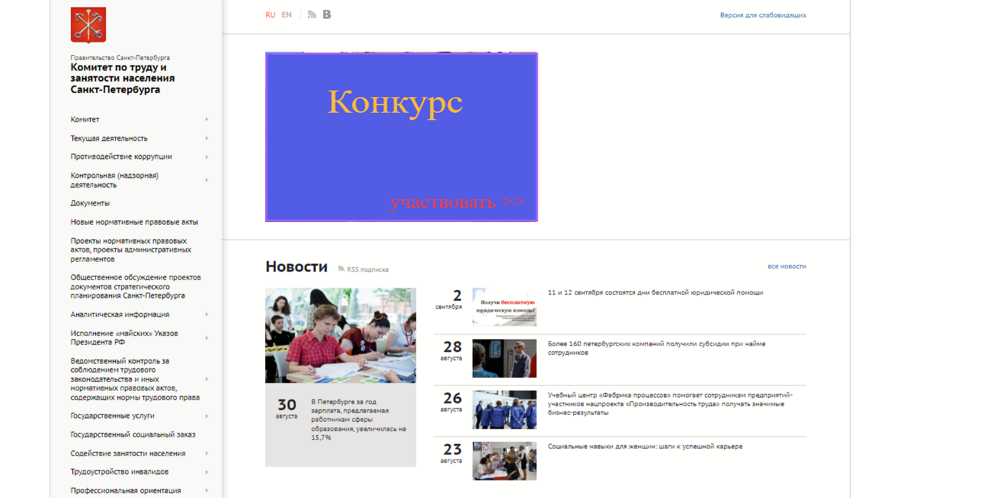 Правительство Санкт-Петербурга
Комитет по труду и
занятости населения
Санкт-Петербурга
Комитет
Текущая деятельность
Противодействие коррупции
Контрольная (надзорная)
деятельность
Документы
Новые нормативные правовые акты
Проекты нормативных правовых
актов, проекты административных
регламентов
Общественное обсуждение проектов
документов стратегического
планирования Санкт-Петербурга
Аналитическая информация
Исполнение «майских» Указов
Президента РФ
Ведомственный контроль за
соблюдением трудового
законодательства и иных
нормативных правовых актов,
содержащих нормы трудового права
Государственные услуги
Государственный социальный заказ
Содействие занятости населения
Трудоустройство инвалидов
Профессиональная ориентация
RU EN B
Версия для слабовидящих
Конкурс
участвовать >>
Новости RSS подписка
все новости
30
августа
В Петербурге за год
зарплата, предлагаемая
работникам сферы
образования, увеличилась на
15,7%
2
сентября
Получи бесплатную
юридическую помощь!
11 и 12 сентября состоятся дни бесплатной юридической помощи
28
августа
Более 160 петербургских компаний получили субсидии при найме
сотрудников
26
августа
Учебный центр «Фабрика процессов» помогает сотрудникам предприятий-
участников нацпроекта «Производительность труда» получать значимые
бизнес-результаты
23
августа
Социальные навыки для женщин: шаги к успешной карьере